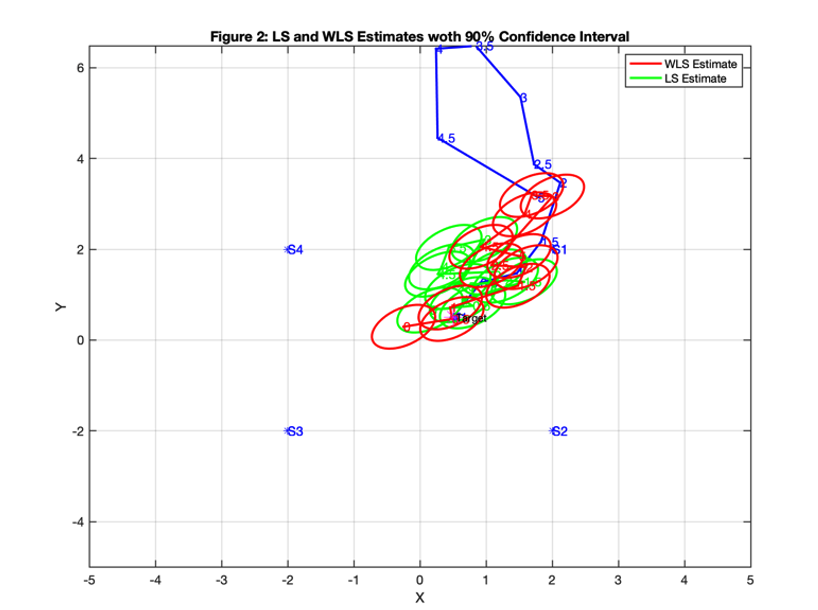 Figure 2: LS and WLS Estimates woth 90% Confidence Interval
WLS Estimate
LS Estimate
6
4
2
0
-2
-4
Y
4
3.5
3
4.5
2.5
2
S1
S4
Target
0
S3
S2
-5
-4
-3
-2
-1
0
1
2
3
4
5
X